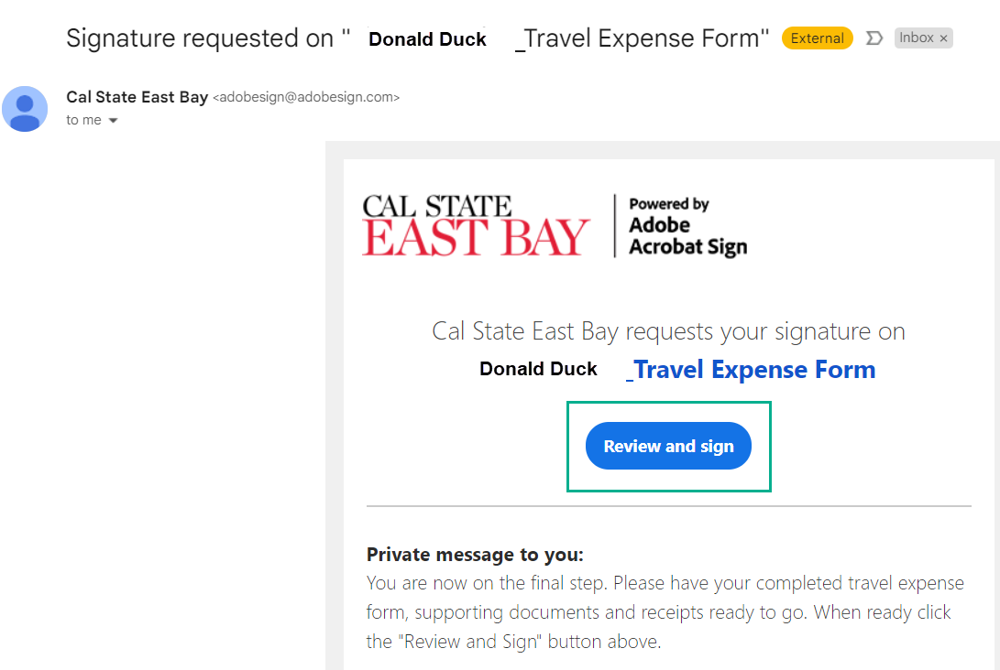 Signature requested on " Donald Duck _Travel Expense Form" External Inbox ×
Cal State East Bay <adobesign@adobesign.com>
to me
CAL STATE
EAST BAY
Powered by
Adobe
Acrobat Sign
Cal State East Bay requests your signature on
Donald Duck _Travel Expense Form
Review and sign
Private message to you:
You are now on the final step. Please have your completed travel expense
form, supporting documents and receipts ready to go. When ready click
the "Review and Sign" button above.